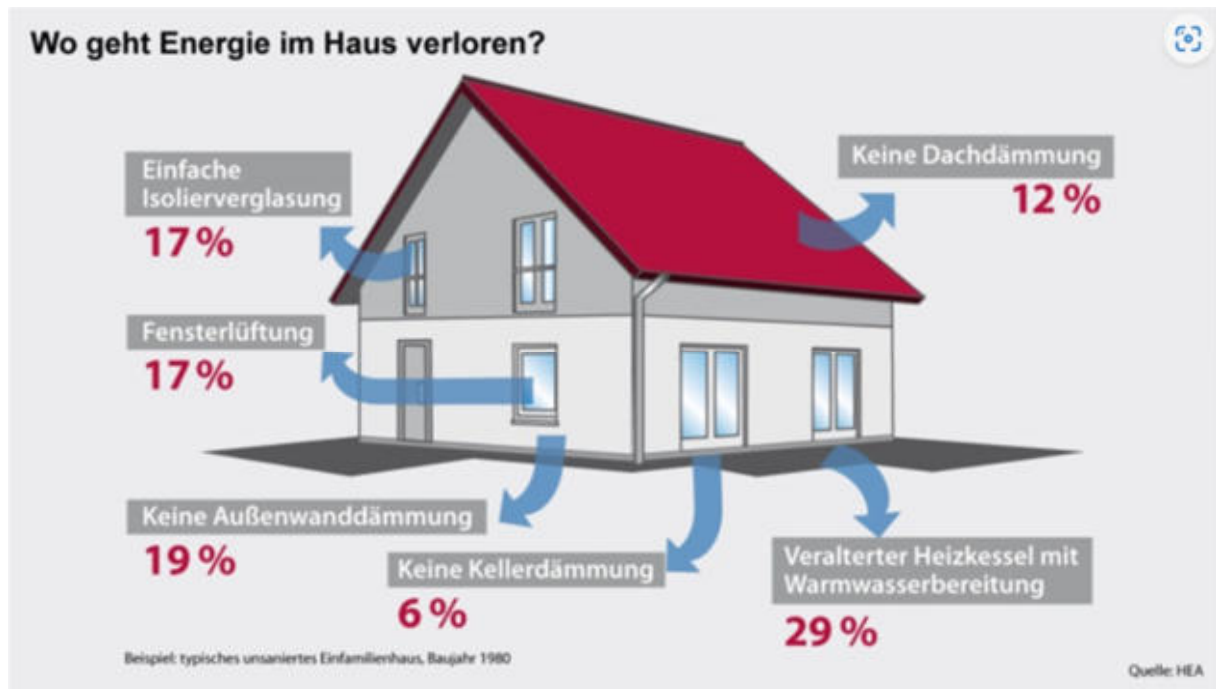 Wo geht Energie im Haus verloren?
Einfache
Isolierverglasung
17 %
Keine Dachdämmung
12 %
Fensterlüftung
17 %
Keine Außenwanddämmung
19 %
Keine Kellerdämmung
6 %
Veralterter Heizkessel mit
Warmwasserbereitung
29 %
Beispiel: typisches unsaniertes Einfamilienhaus, Baujahr 1980
Quelle: HEA